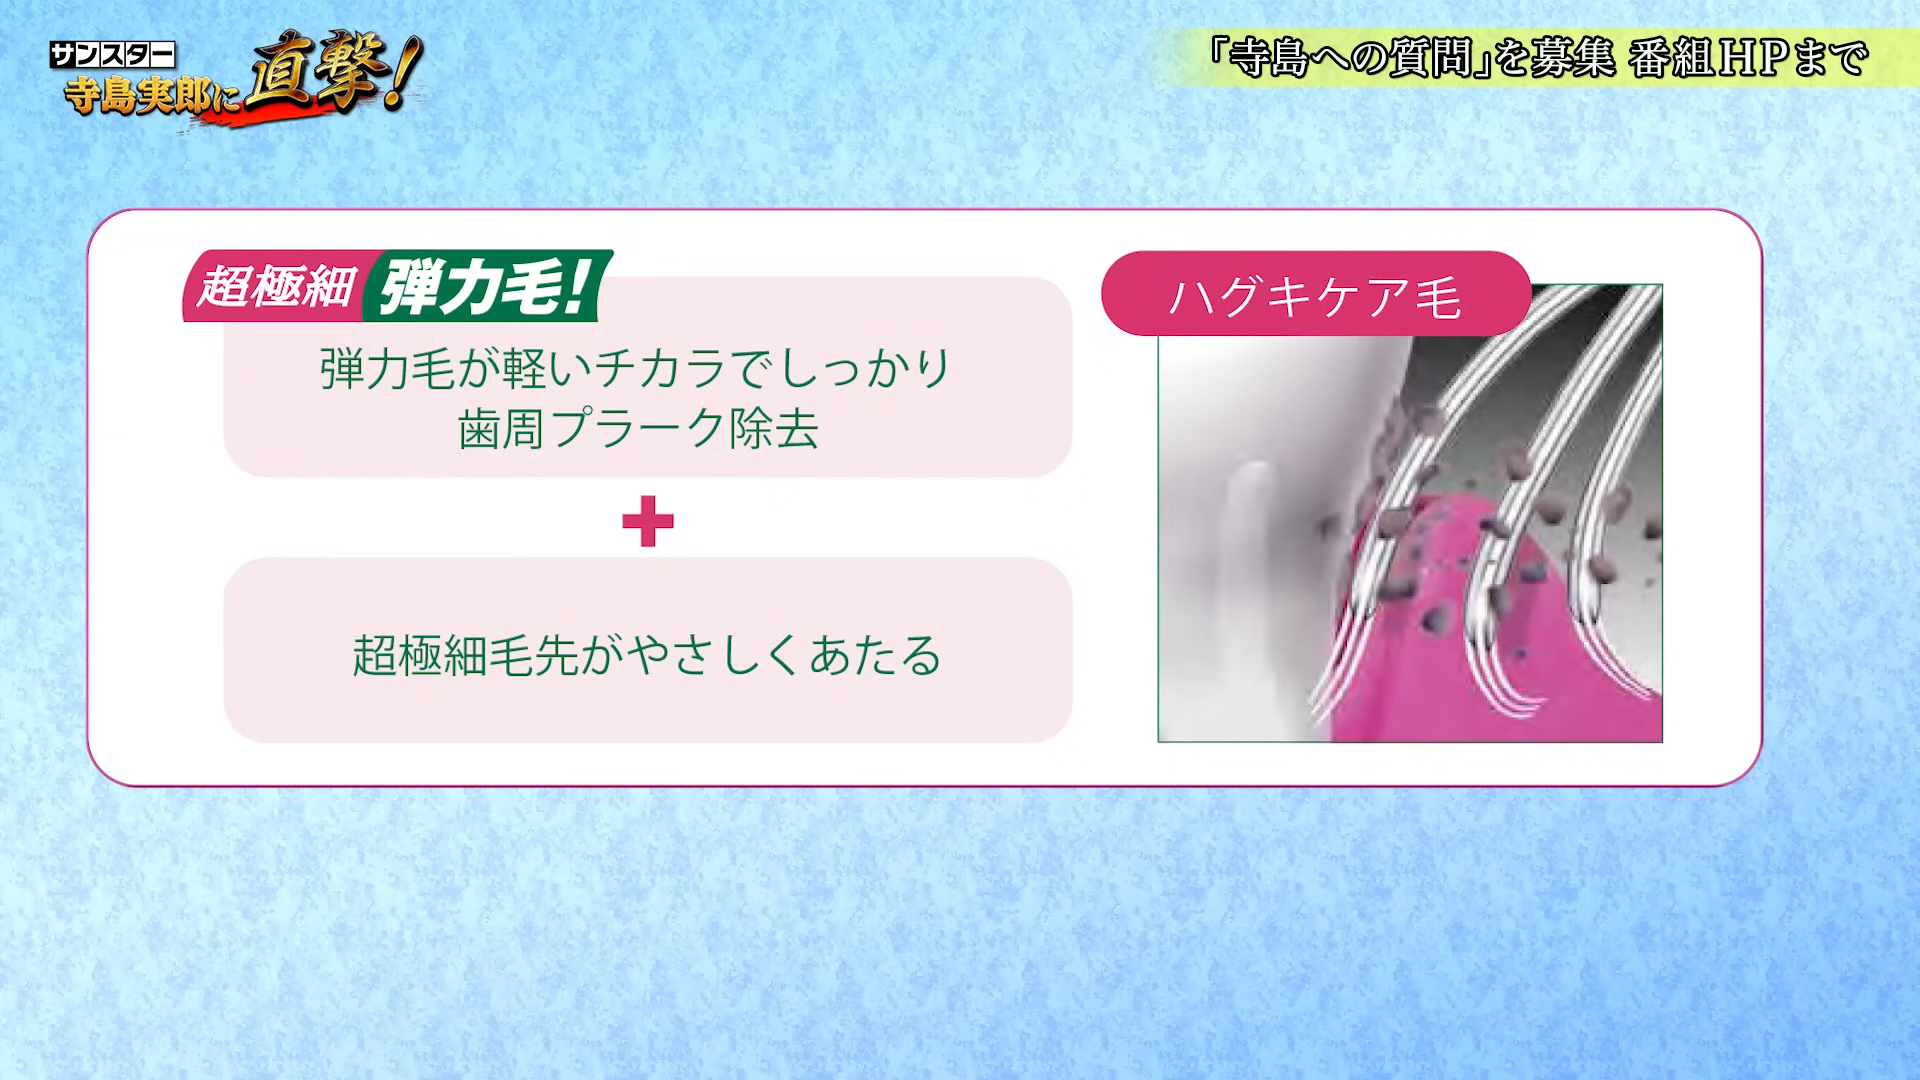 サンスター
寺島実郎に直撃!
「寺島への質問」を募集 番組HPまで
超極細 弾力毛!
弾力毛が軽いチカラでしっかり
歯周プラーク除去
+
超極細毛先がやさしくあたる
ハグキケア毛